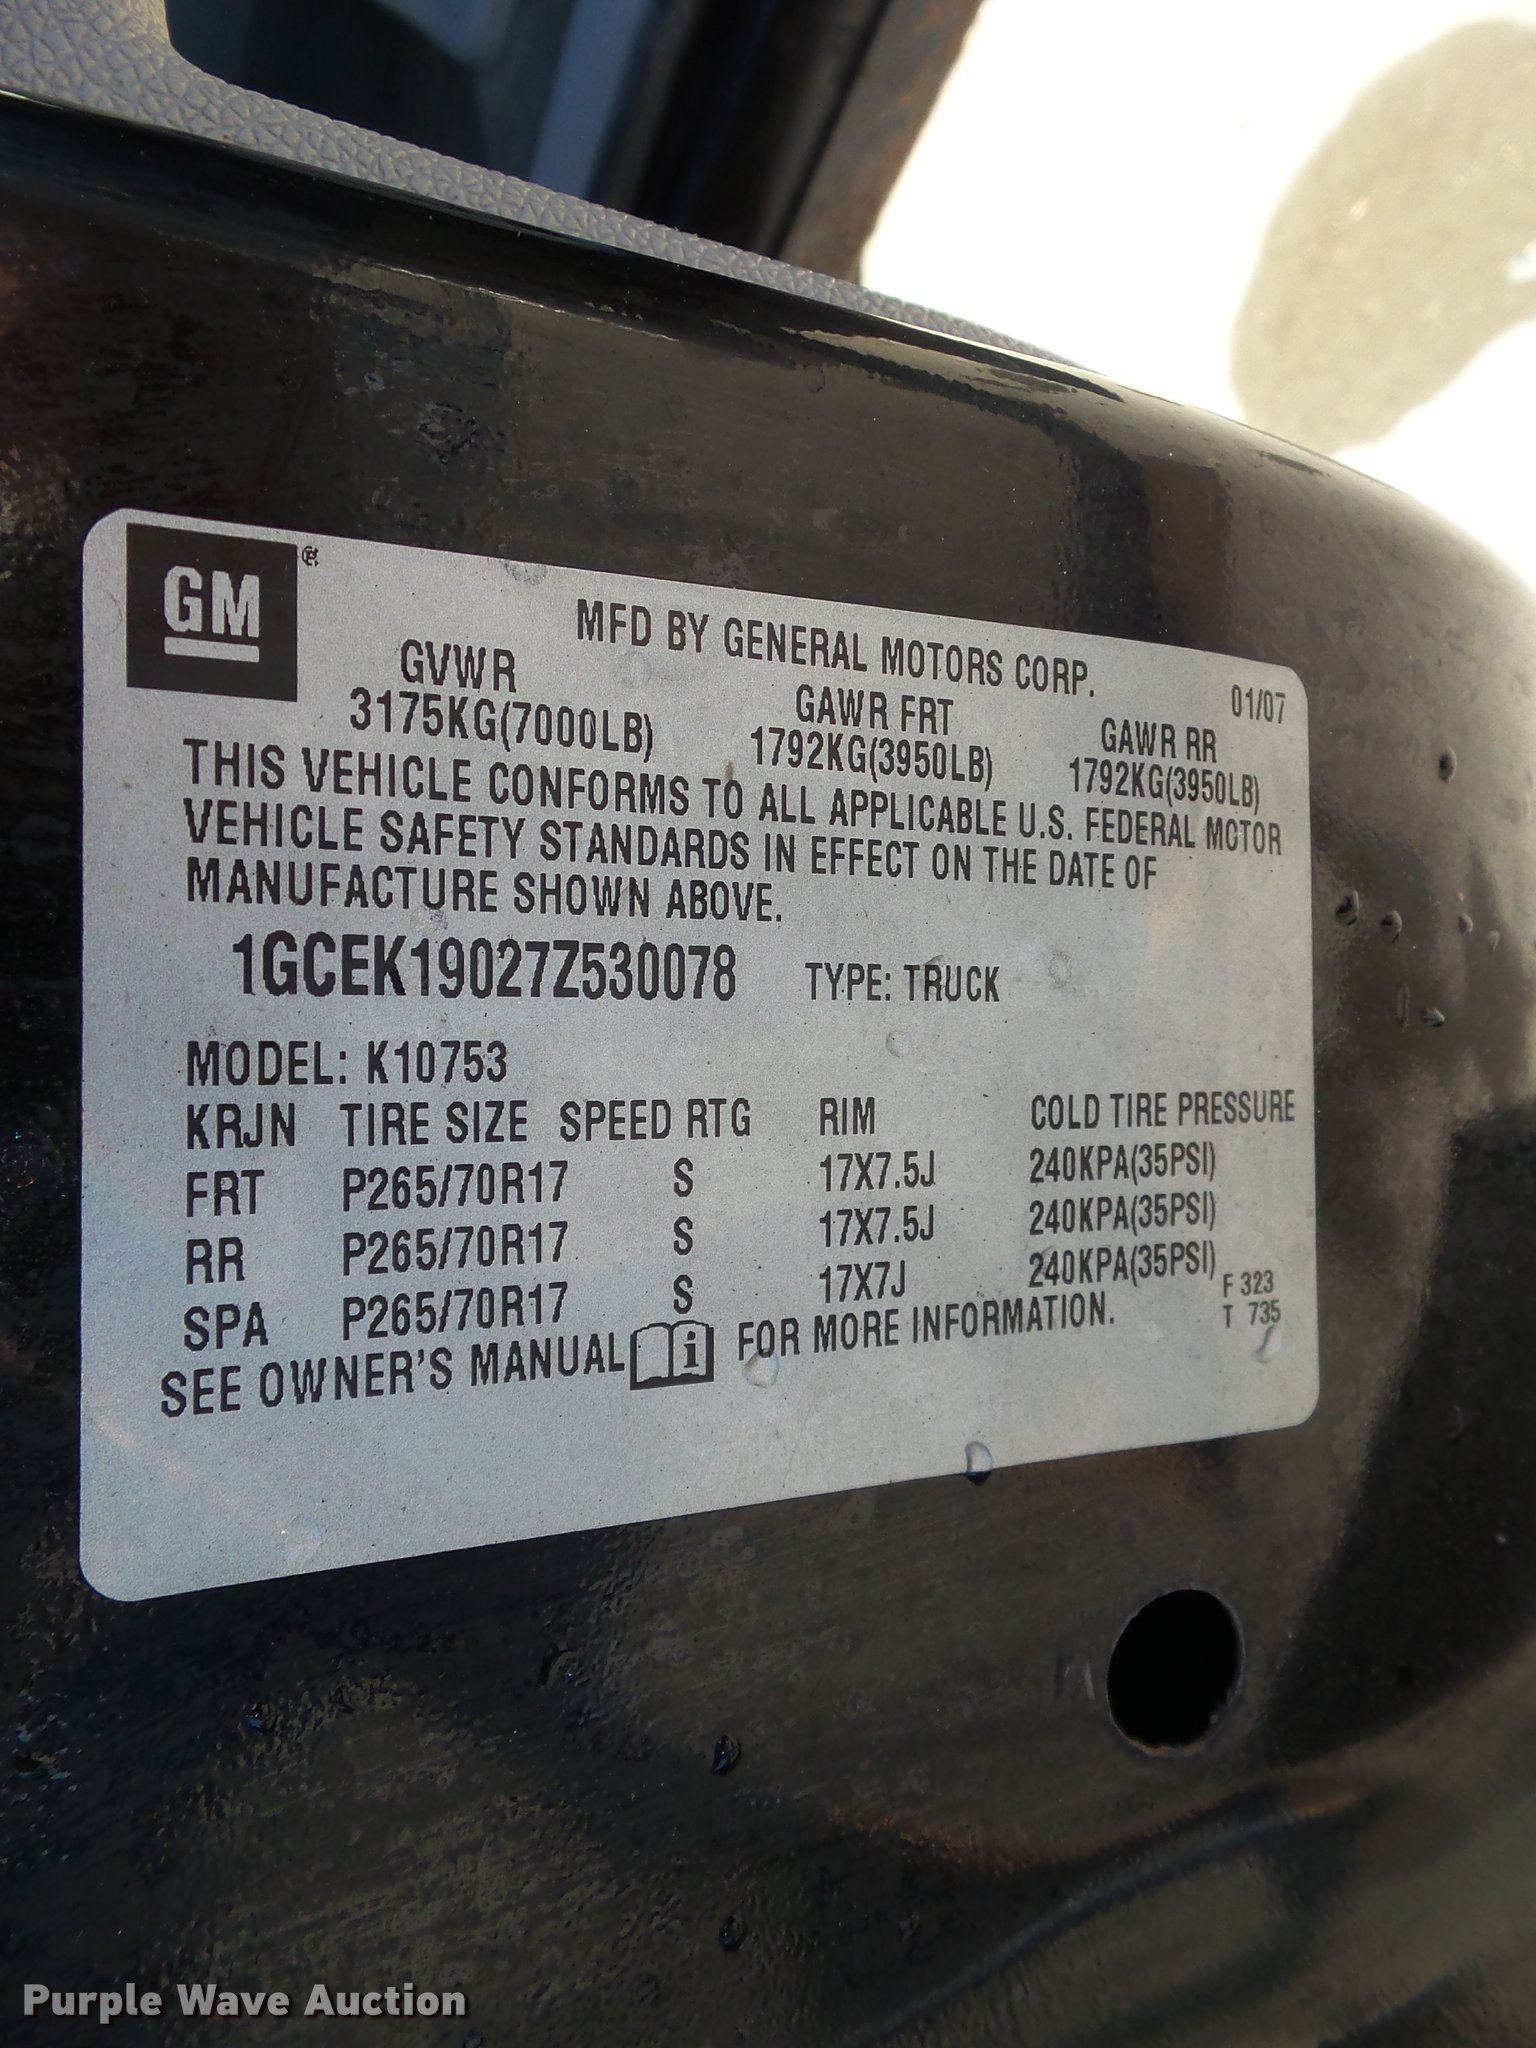 GM
MFD BY GENERAL MOTORS CORP.
01/07
GVWR GAWR FRT GAWR RR
3175KG(7000LB) 1792KG(3950LB) 1792KG(3950LB)
THIS VEHICLE CONFORMS TO ALL APPLICABLE U.S. FEDERAL MOTOR
VEHICLE SAFETY STANDARDS IN EFFECT ON THE DATE OF
MANUFACTURE SHOWN ABOVE.
1GCEK19027Z530078 TYPE: TRUCK
MODEL: K10753
KRJN TIRE SIZE SPEED RTG RIM COLD TIRE PRESSURE
FRT P265/70R17 S 17X7.5J 240KPA(35PSI)
RR P265/70R17 S 17X7.5J 240KPA(35PSI)
SPA P265/70R17 S 17X7J 240KPA(35PSI)
F 323
T 735
SEE OWNER'S MANUAL i FOR MORE INFORMATION.
Purple Wave Auction